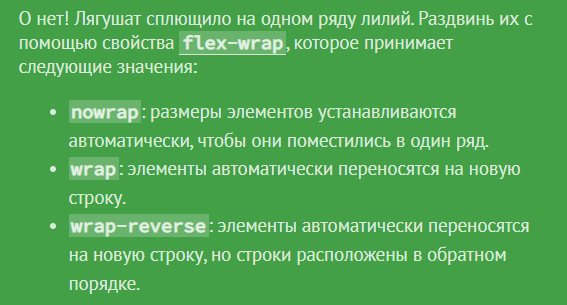 О нет! Лягушат сплющило на одном ряду лилий. Раздвинь их с
помощью свойства flex-wrap, которое принимает
следующие значения:
• nowrap: размеры элементов устанавливаются
автоматически, чтобы они поместились в один ряд.
• wrap: элементы автоматически переносятся на новую
строку.
• wrap-reverse: элементы автоматически переносятся
на новую строку, но строки расположены в обратном
порядке.